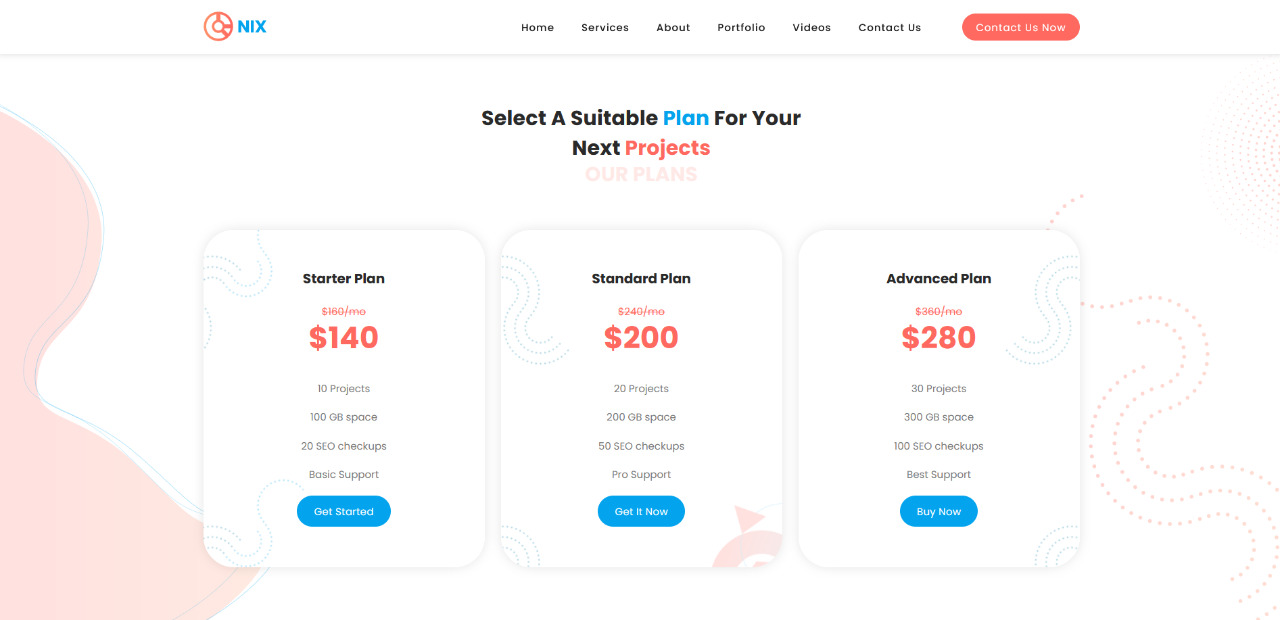 NIX
Home Services About Portfolio Videos Contact Us Contact Us Now
Select A Suitable Plan For Your
Next Projects
OUR PLANS
Starter Plan
$160/mo
$140
10 Projects
100 GB space
20 SEO checkups
Basic Support
Get Started
Standard Plan
$240/mo
$200
20 Projects
200 GB space
50 SEO checkups
Pro Support
Get It Now
Advanced Plan
$360/mo
$280
30 Projects
300 GB space
100 SEO checkups
Best Support
Buy Now